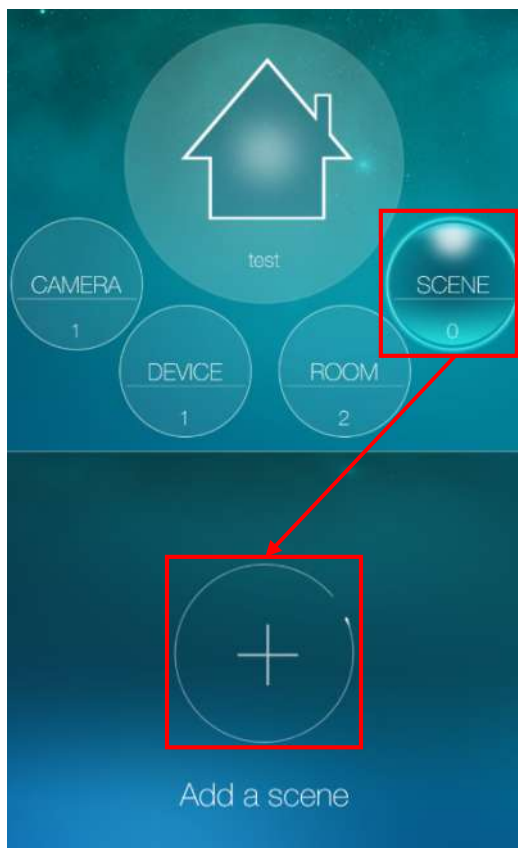 test
CAMERA
1
SCENE
0
DEVICE
1
ROOM
2
Add a scene